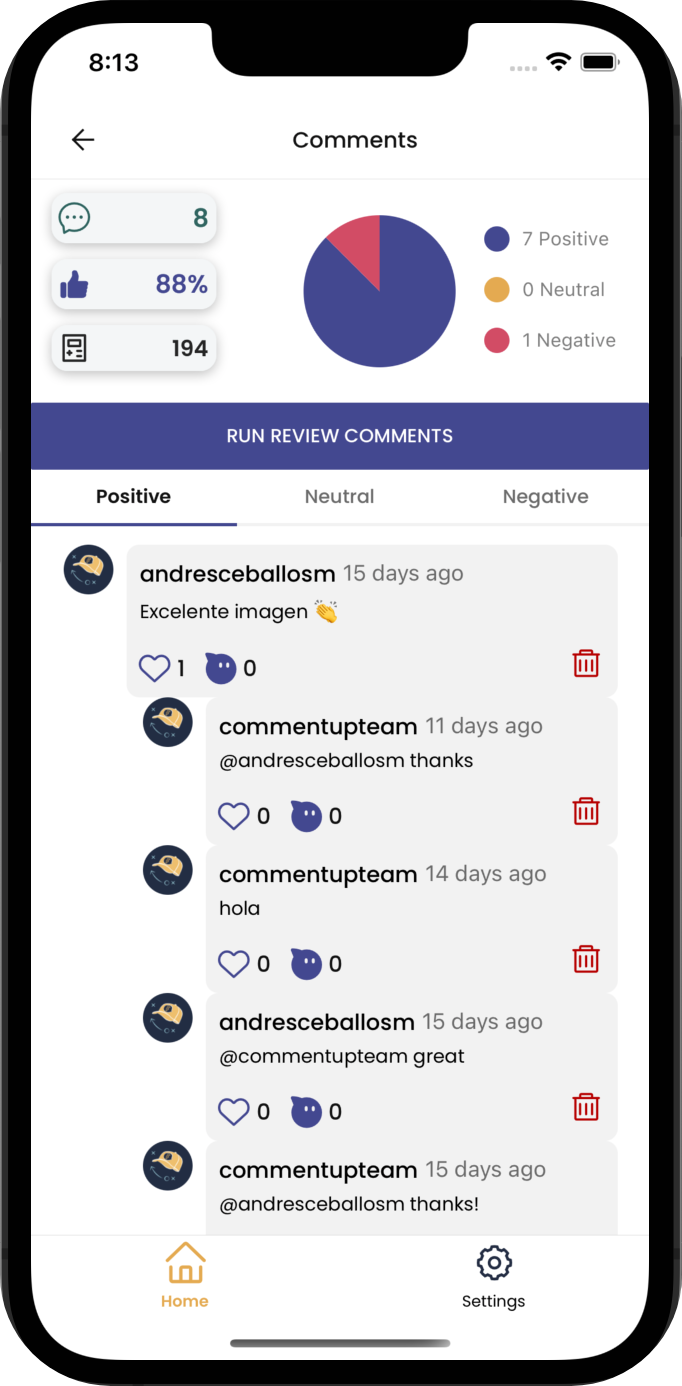 8:13
Comments
8
88%
194
7 Positive
0 Neutral
1 Negative
RUN REVIEW COMMENTS
Positive Neutral Negative
andresceballosm 15 days ago
Excelente imagen 👏
1 0
commentupteam 11 days ago
@andresceballosm thanks
0 0
commentupteam 14 days ago
hola
0 0
andresceballosm 15 days ago
@commentupteam great
0 0
commentupteam 15 days ago
@andresceballosm thanks!
Home Settings